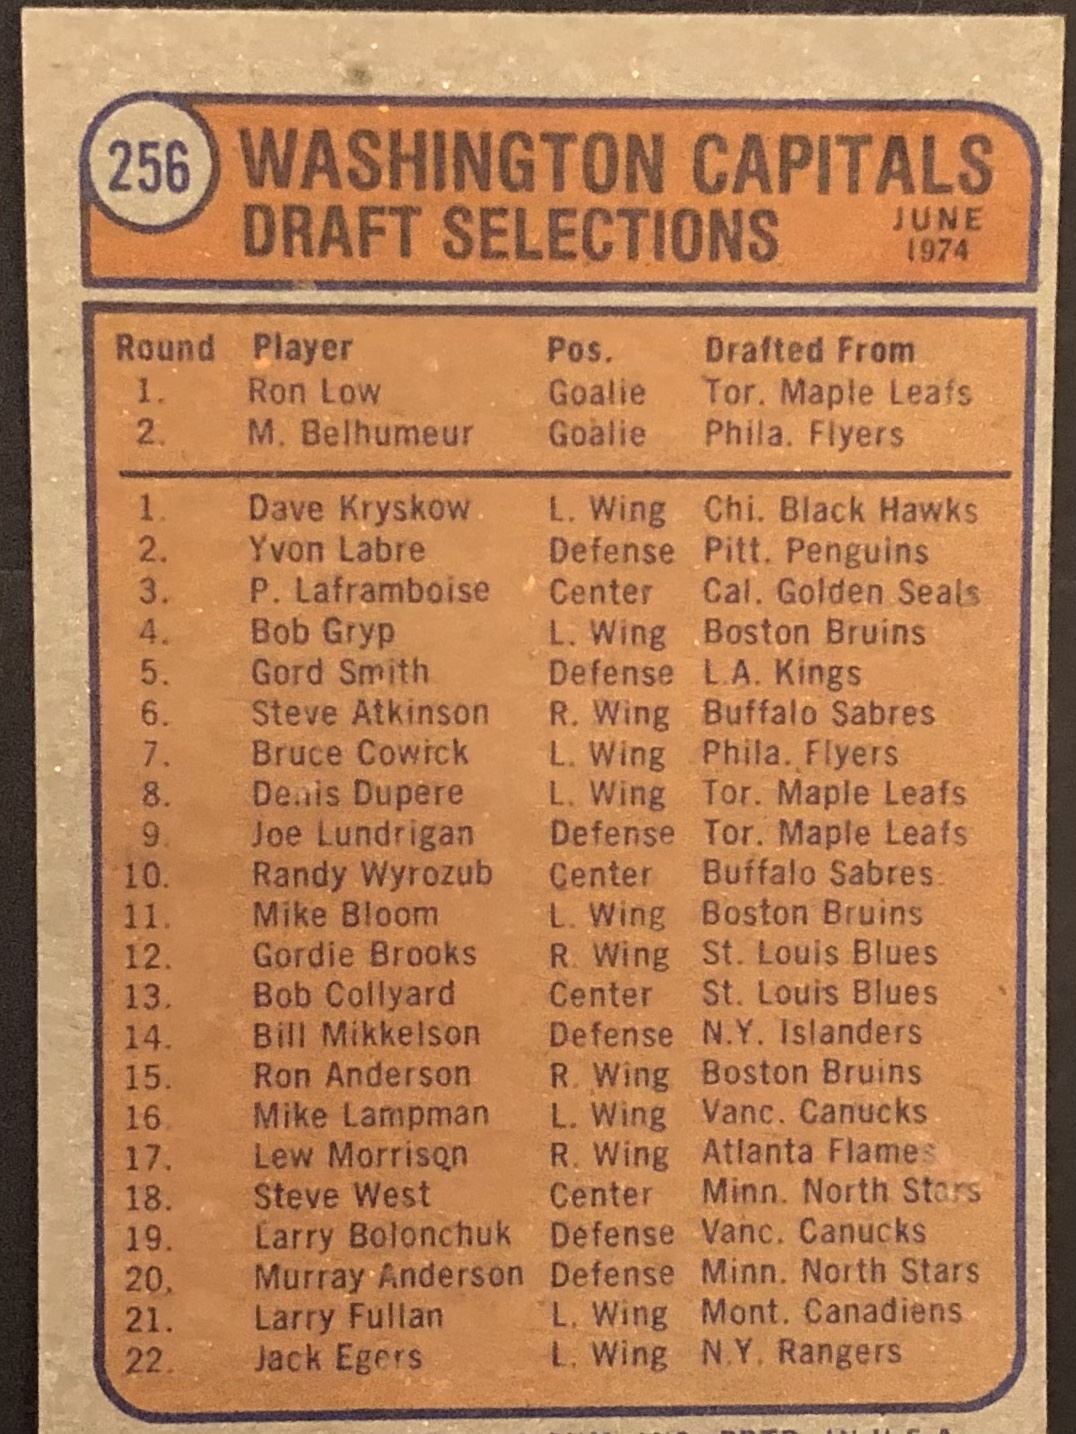 256 WASHINGTON CAPITALS
DRAFT SELECTIONS JUNE 1974
Round Player Pos. Drafted From
1. Ron Low Goalie Tor. Maple Leafs
2. M. Belhumeur Goalie Phila. Flyers
1. Dave Kryskow L. Wing Chi. Black Hawks
2. Yvon Labre Defense Pitt. Penguins
3. P. Laframboise Center Cal. Golden Seals
4. Bob Gryp L. Wing Boston Bruins
5. Gord Smith Defense L.A. Kings
6. Steve Atkinson R. Wing Buffalo Sabres
7. Bruce Cowick L. Wing Phila. Flyers
8. Denis Dupere L. Wing Tor. Maple Leafs
9. Joe Lundrigan Defense Tor. Maple Leafs
10. Randy Wyrozub Center Buffalo Sabres
11. Mike Bloom L. Wing Boston Bruins
12. Gordie Brooks R. Wing St. Louis Blues
13. Bob Collyard Center St. Louis Blues
14. Bill Mikkelson Defense N.Y. Islanders
15. Ron Anderson R. Wing Boston Bruins
16 Mike Lampman L. Wing Vanc. Canucks
17. Lew Morrison R. Wing Atlanta Flames
18. Steve West Center Minn. North Stars
19. Larry Bolonchuk Defense Vanc. Canucks
20. Murray Anderson Defense Minn. North Stars
21. Larry Fullan L. Wing Mont. Canadiens
22. Jack Egers L. Wing N.Y. Rangers